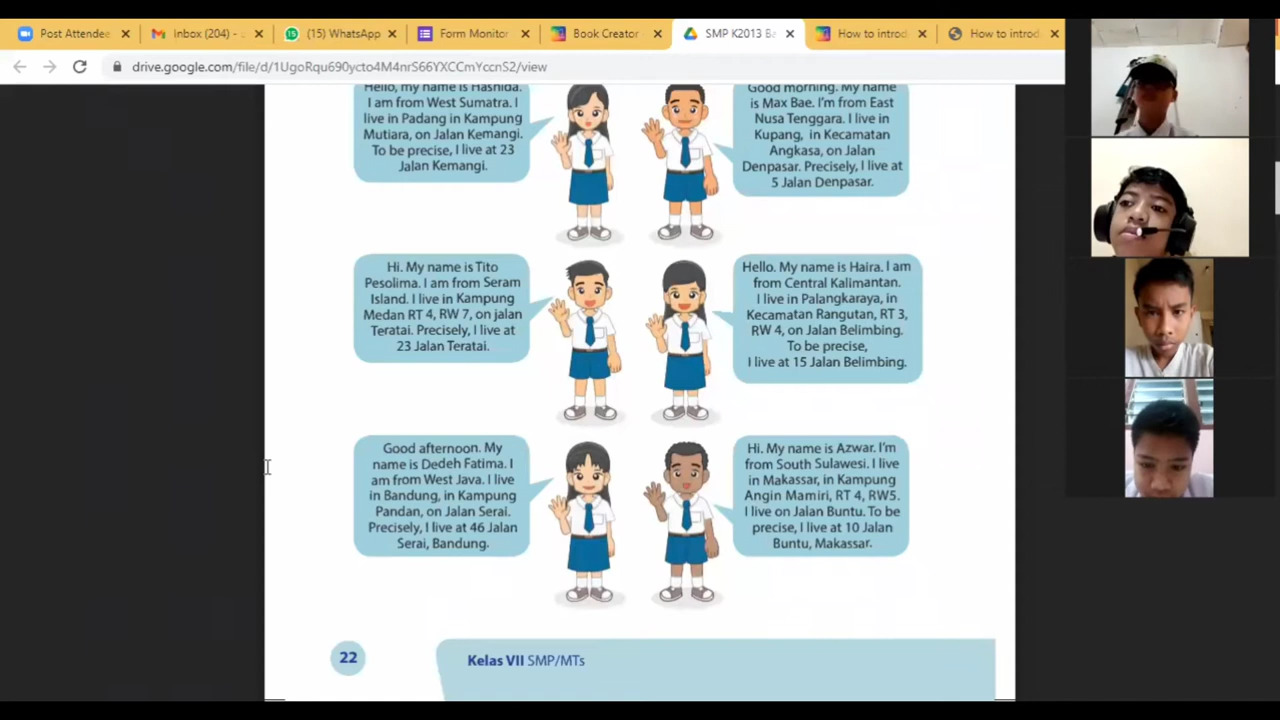 Post Attendee
Inbox (204) -
(15) WhatsApp
Form Monitor
Book Creator
SMP K2013 Ba
How to introd
How to introd
drive.google.com/file/d/1UgoRqu690ycto4M4nrS66YXCCmYccnS2/view
Hello, my name is Hashida.
I am from West Sumatra. I
live in Padang in Kampung
Mutiara, on Jalan Kemangi.
To be precise, I live at 23
Jalan Kemangi.
Good morning. My name
is Max Bae. I'm from East
Nusa Tenggara. I live in
Kupang, in Kecamatan
Angkasa, on Jalan
Denpasar. Precisely, I live at
5 Jalan Denpasar.
Hi. My name is Tito
Pesolima. I am from Seram
Island. I live in Kampung
Medan RT 4, RW 7, on jalan
Teratai. Precisely, I live at
23 Jalan Teratai.
Hello. My name is Haira. I am
from Central Kalimantan.
I live in Palangkaraya, in
Kecamatan Rangutan, RT 3,
RW 4, on Jalan Belimbing.
To be precise,
I live at 15 Jalan Belimbing.
Good afternoon. My
name is Dedeh Fatima. I
am from West Java. I live
in Bandung, in Kampung
Pandan, on Jalan Serai.
Precisely, I live at 46 Jalan
Serai, Bandung.
Hi. My name is Azwar. I'm
from South Sulawesi. I live
in Makassar, in Kampung
Angin Mamiri, RT 4, RW5.
I live on Jalan Buntu. To be
precise, I live at 10 Jalan
Buntu, Makassar.
22
Kelas VII SMP/MTs